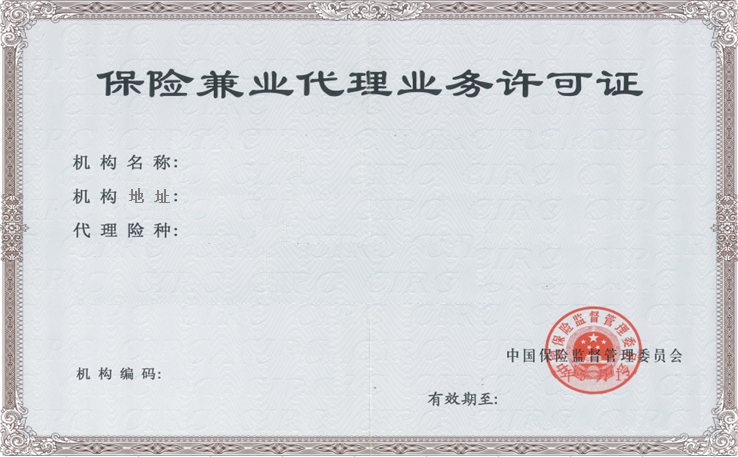 保险兼业代理业务许可证
机构名称:
机构地址:
代理险种:
中国保险监督管理委员会
机构编码:
有效期至: